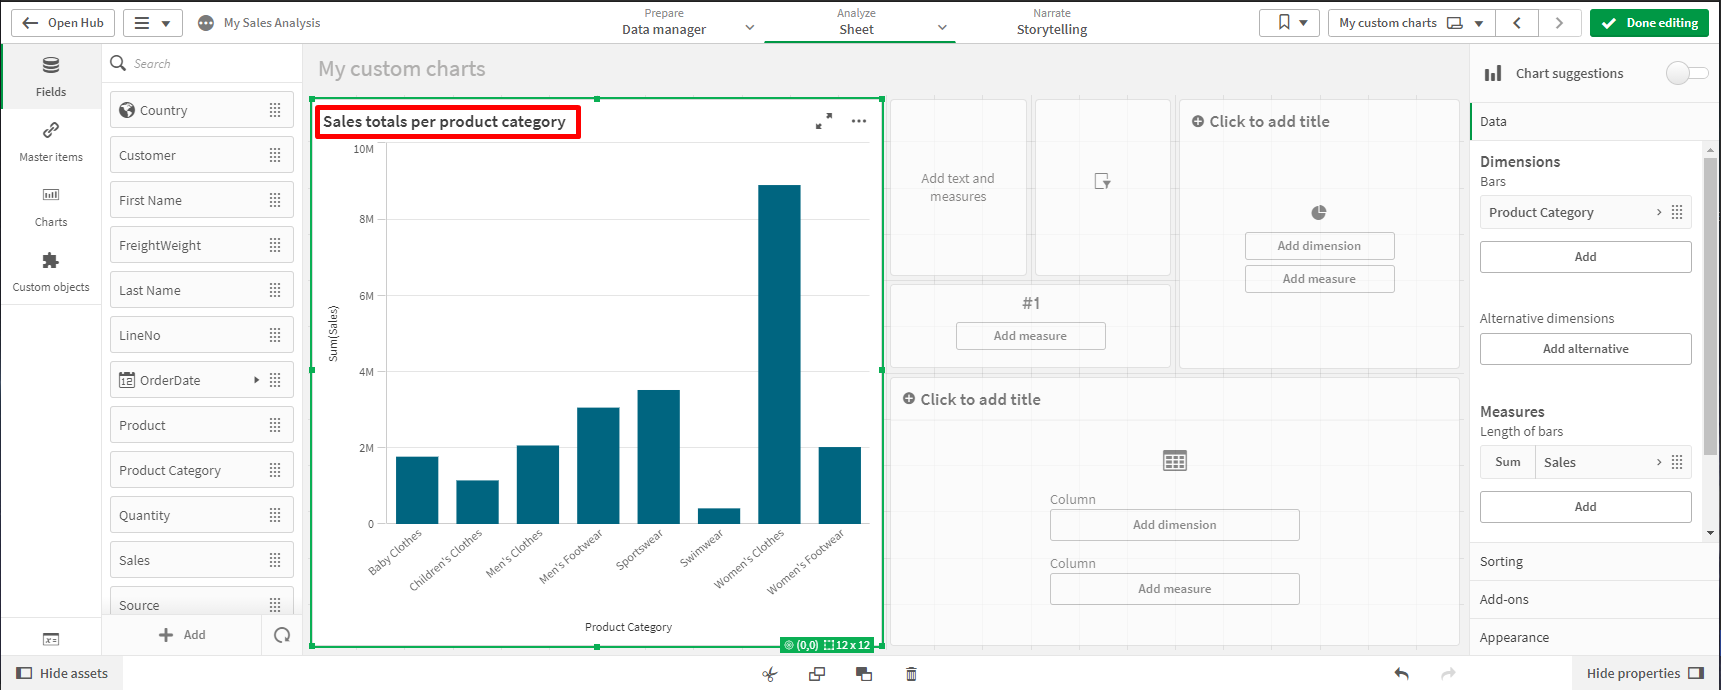 Open Hub
My Sales Analysis
Prepare
Data manager
Analyze
Sheet
Narrate
Storytelling
My custom charts
Done editing
Fields
Master items
Charts
Custom objects
Search
Country
Customer
First Name
FreightWeight
Last Name
LineNo
12 OrderDate
Product
Product Category
Quantity
Sales
Source
Add
My custom charts
Sales totals per product category
10M
8M
6M
4M
2M
0
Sum(Sales)
Baby Clothes
Children's Clothes
Men's Clothes
Men's Footwear
Sportswear
Swimwear
Women's Clothes
Women's Footwear
Product Category
(0,0) 12 x 12
Add text and
measures
#1
Add measure
Click to add title
Add dimension
Add measure
Click to add title
Column
Add dimension
Column
Add measure
Chart suggestions
Data
Dimensions
Bars
Product Category
Add
Alternative dimensions
Add alternative
Measures
Length of bars
Sum Sales
Add
Sorting
Add-ons
Appearance
Hide assets
Hide properties